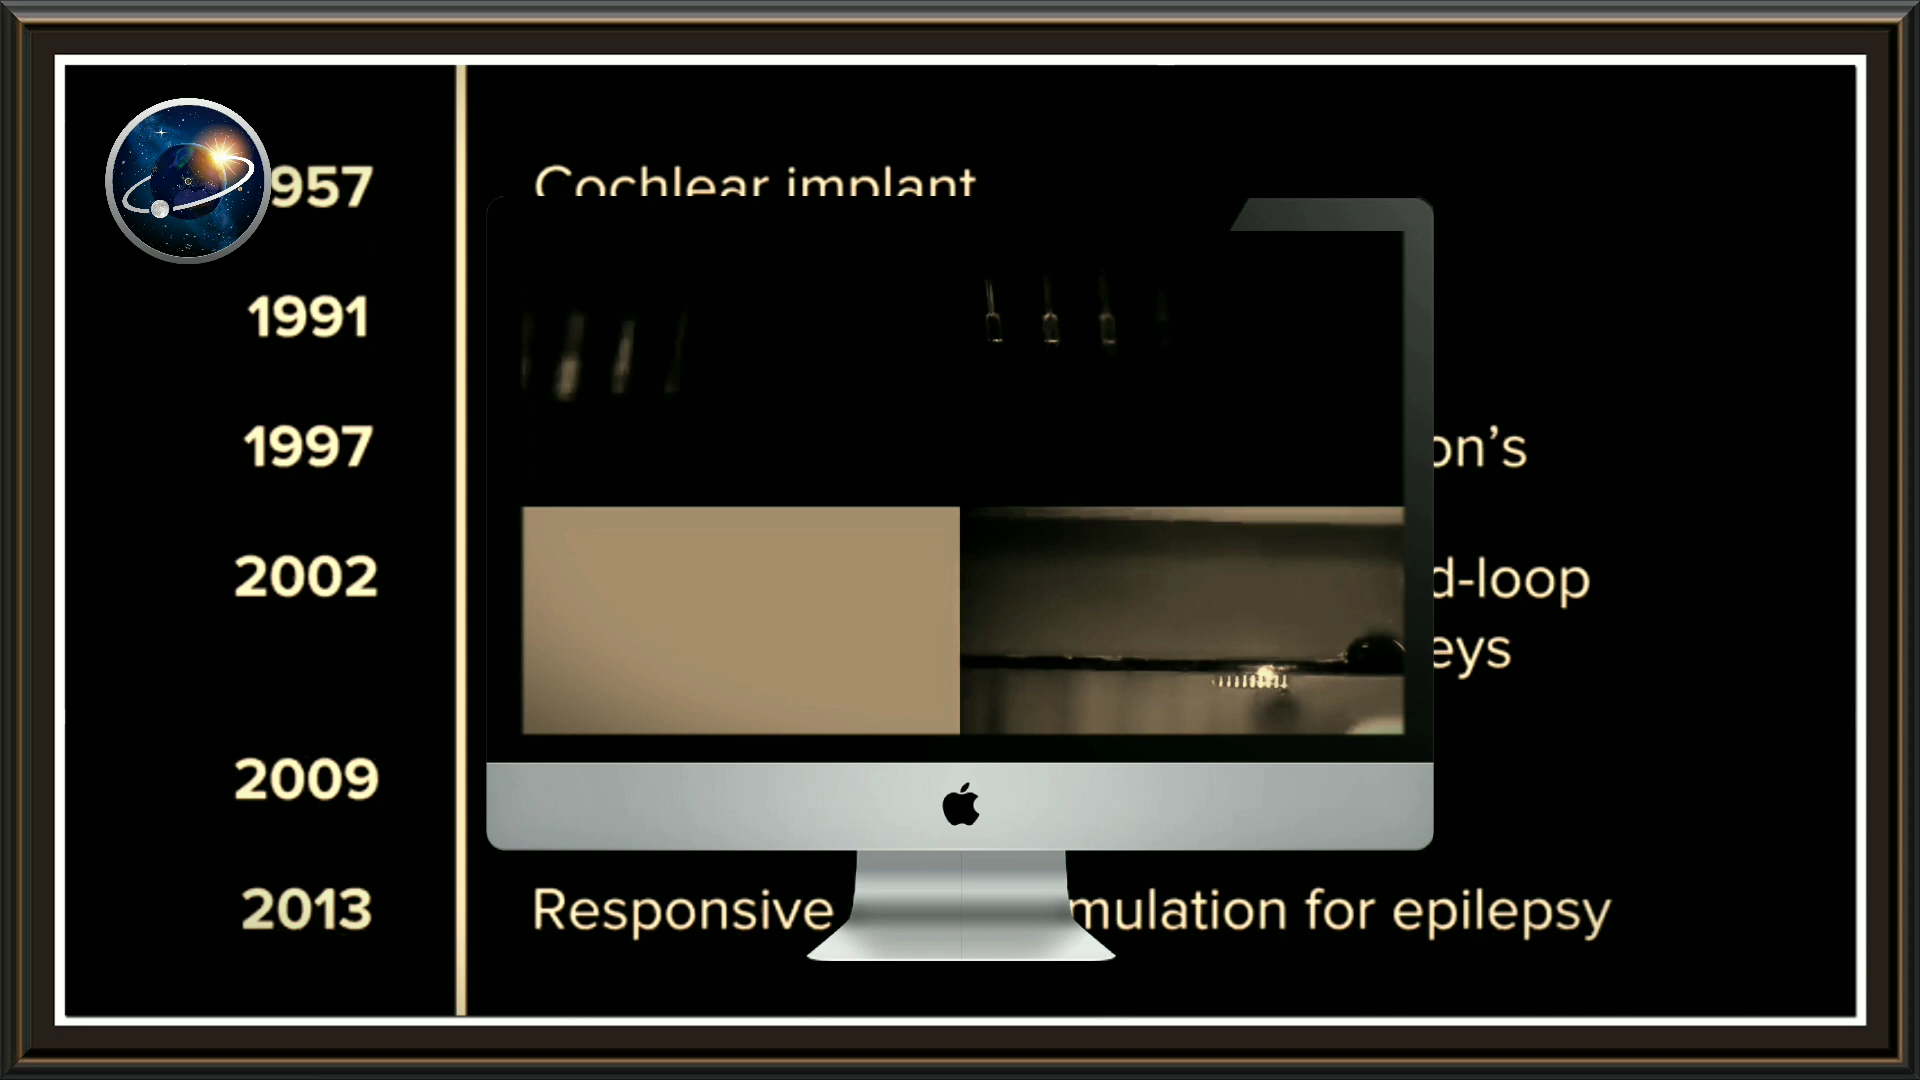 957 Cochlear implant
1991
1997 on's
2002 d-loop
eys
2009
2013 Responsive mulation for epilepsy